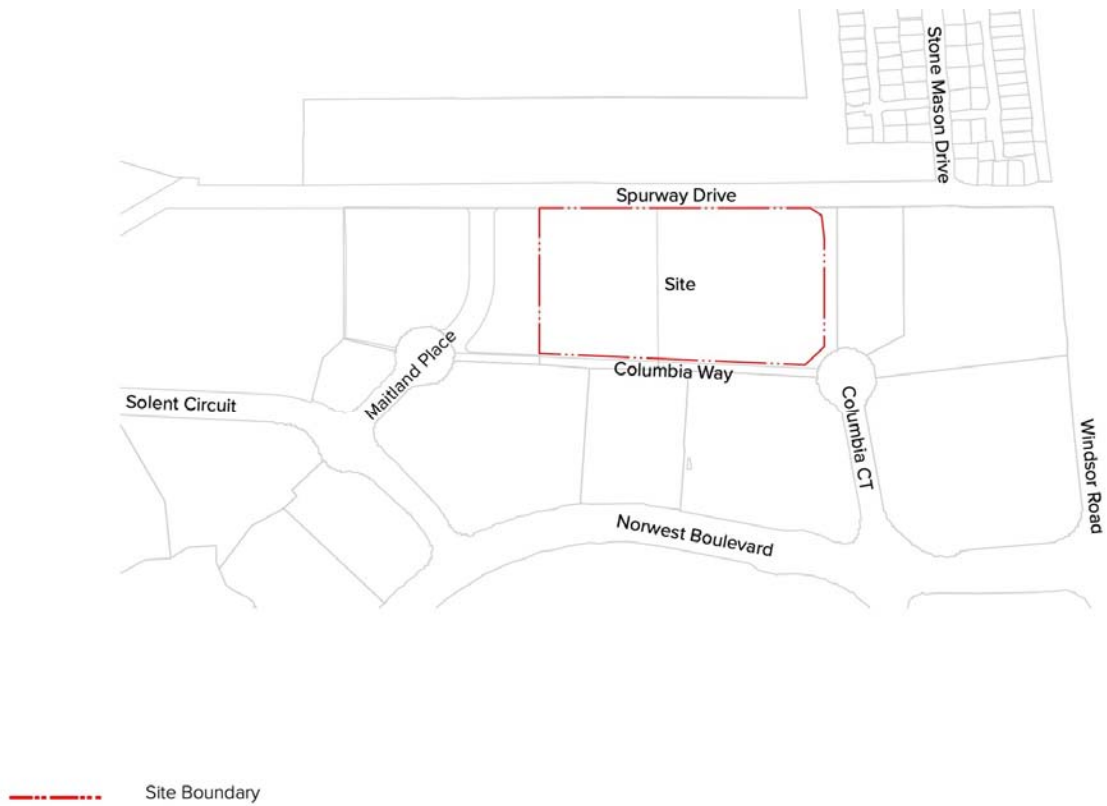 Stone Mason Drive
Spurway Drive
Site
Maitland Place
Columbia Way
Solent Circuit
Columbia CT
Windsor Road
Norwest Boulevard
Site Boundary